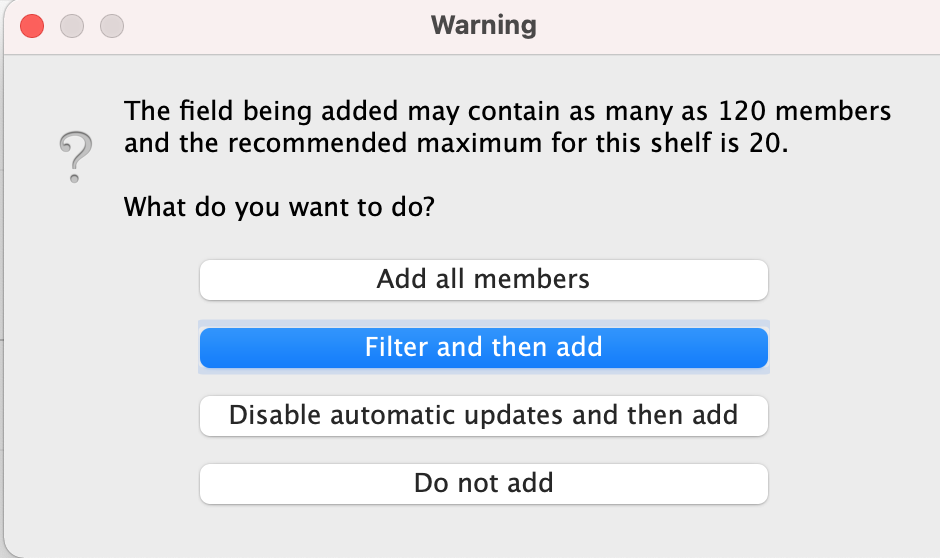 Warning
The field being added may contain as many as 120 members
and the recommended maximum for this shelf is 20.
What do you want to do?
Add all members
Filter and then add
Disable automatic updates and then add
Do not add